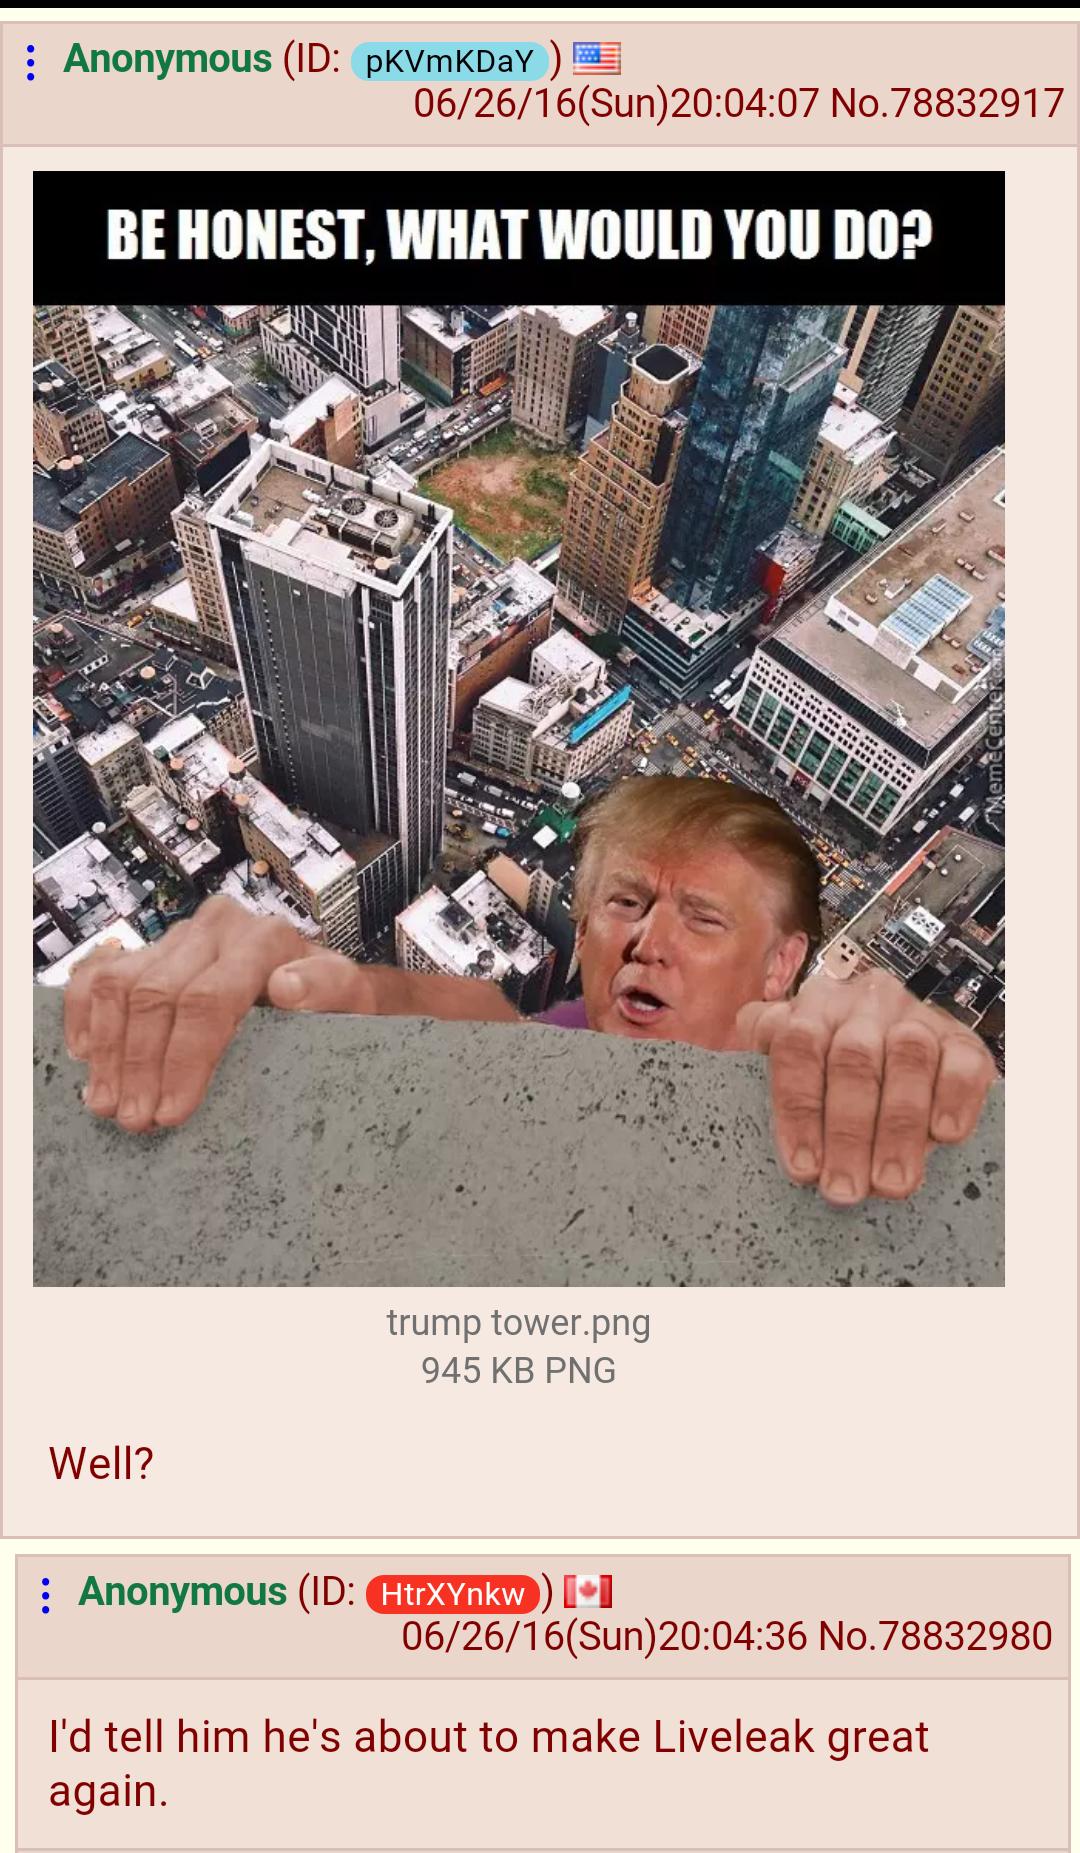 Anonymous (ID: pKVmKDaY)
06/26/16(Sun)20:04:07 No.78832917
BE HONEST, WHAT WOULD YOU DO?
MemeCenter.com
trump tower.png
945 KB PNG
Well?
Anonymous (ID: HtrXYnkw)
06/26/16(Sun)20:04:36 No.78832980
I'd tell him he's about to make Liveleak great
again.